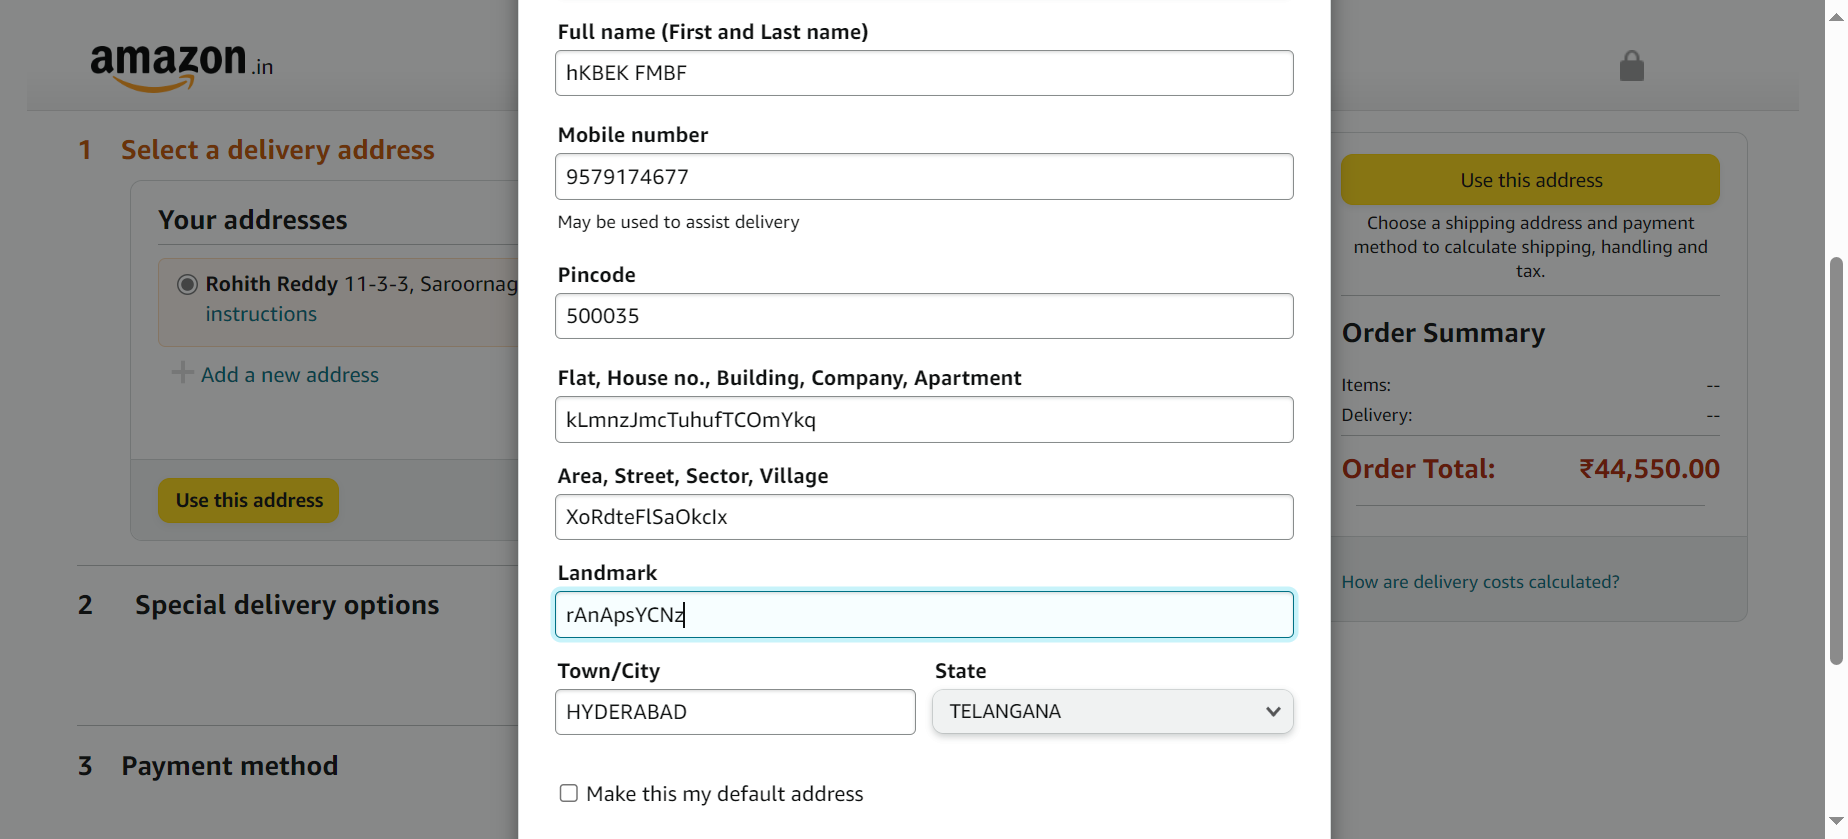 amazon.in
1 Select a delivery address
Your addresses
Rohith Reddy 11-3-3, Saroornag
instructions
Add a new address
Use this address
2 Special delivery options
3 Payment method
Full name (First and Last name)
hKBEK FMBF
Mobile number
9579174677
May be used to assist delivery
Pincode
500035
Flat, House no., Building, Company, Apartment
kLmnzJmcTuhufTCOmYkq
Area, Street, Sector, Village
XoRdteFlSaOkcIx
Landmark
rAnApsYCNz
Town/City State
HYDERABAD TELANGANA
Make this my default address
Use this address
Choose a shipping address and payment
method to calculate shipping, handling and
tax.
Order Summary
Items: --
Delivery: --
Order Total: ₹44,550.00
How are delivery costs calculated?